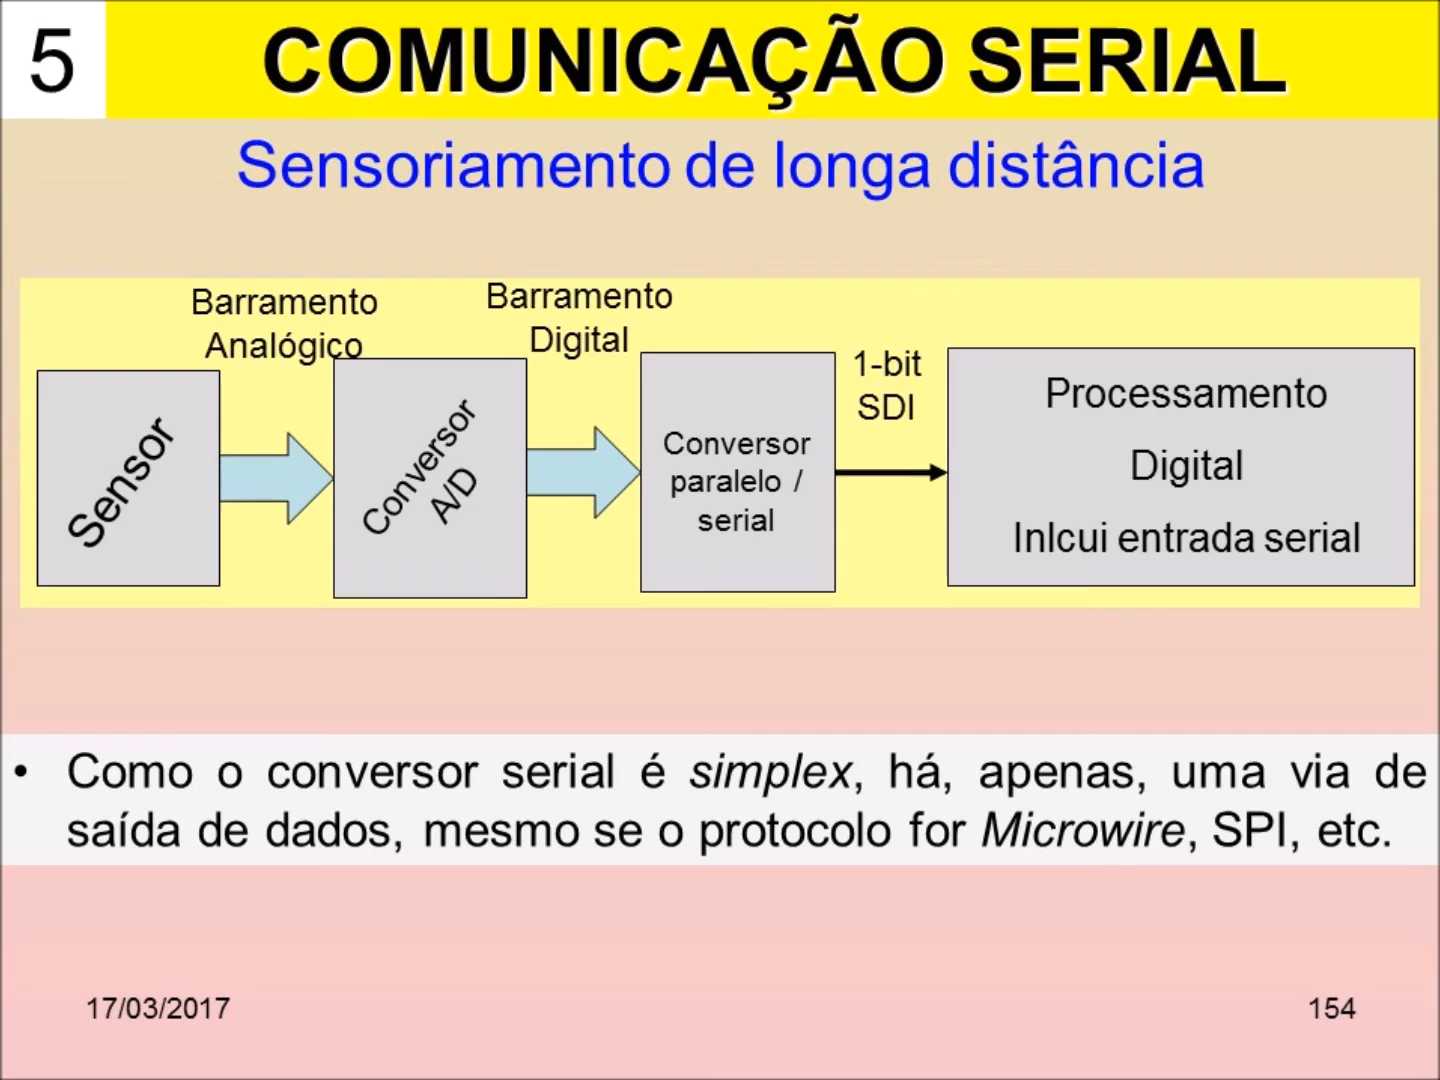 5
COMUNICAÇÃO SERIAL
Sensoriamento de longa distância
Barramento
Analógico
Barramento
Digital
1-bit
SDI
Sensor
Conversor
A/D
Conversor
paralelo /
serial
Processamento
Digital
Inlcui entrada serial
• Como o conversor serial é simplex, há, apenas, uma via de
saída de dados, mesmo se o protocolo for Microwire, SPI, etc.
17/03/2017
154